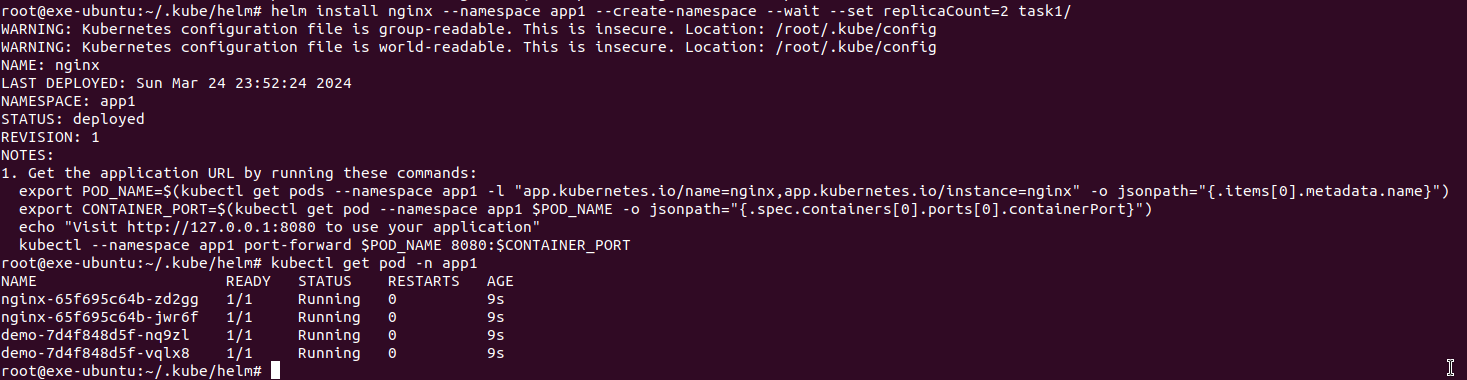 root@exe-ubuntu:~/.kube/helm# helm install nginx --namespace app1 --create-namespace --wait --set replicaCount=2 task1/
WARNING: Kubernetes configuration file is group-readable. This is insecure. Location: /root/.kube/config
WARNING: Kubernetes configuration file is world-readable. This is insecure. Location: /root/.kube/config
NAME: nginx
LAST DEPLOYED: Sun Mar 24 23:52:24 2024
NAMESPACE: app1
STATUS: deployed
REVISION: 1
NOTES:
1. Get the application URL by running these commands:
  export POD_NAME=$(kubectl get pods --namespace app1 -l "app.kubernetes.io/name=nginx,app.kubernetes.io/instance=nginx" -o jsonpath="{.items[0].metadata.name}")
  export CONTAINER_PORT=$(kubectl get pod --namespace app1 $POD_NAME -o jsonpath="{.spec.containers[0].ports[0].containerPort}")
  echo "Visit http://127.0.0.1:8080 to use your application"
  kubectl --namespace app1 port-forward $POD_NAME 8080:$CONTAINER_PORT
root@exe-ubuntu:~/.kube/helm# kubectl get pod -n app1
NAME                     READY   STATUS    RESTARTS   AGE
nginx-65f695c64b-zd2gg   1/1     Running   0          9s
nginx-65f695c64b-jwr6f   1/1     Running   0          9s
demo-7d4f848d5f-nq9zl    1/1     Running   0          9s
demo-7d4f848d5f-vqlx8    1/1     Running   0          9s
root@exe-ubuntu:~/.kube/helm#